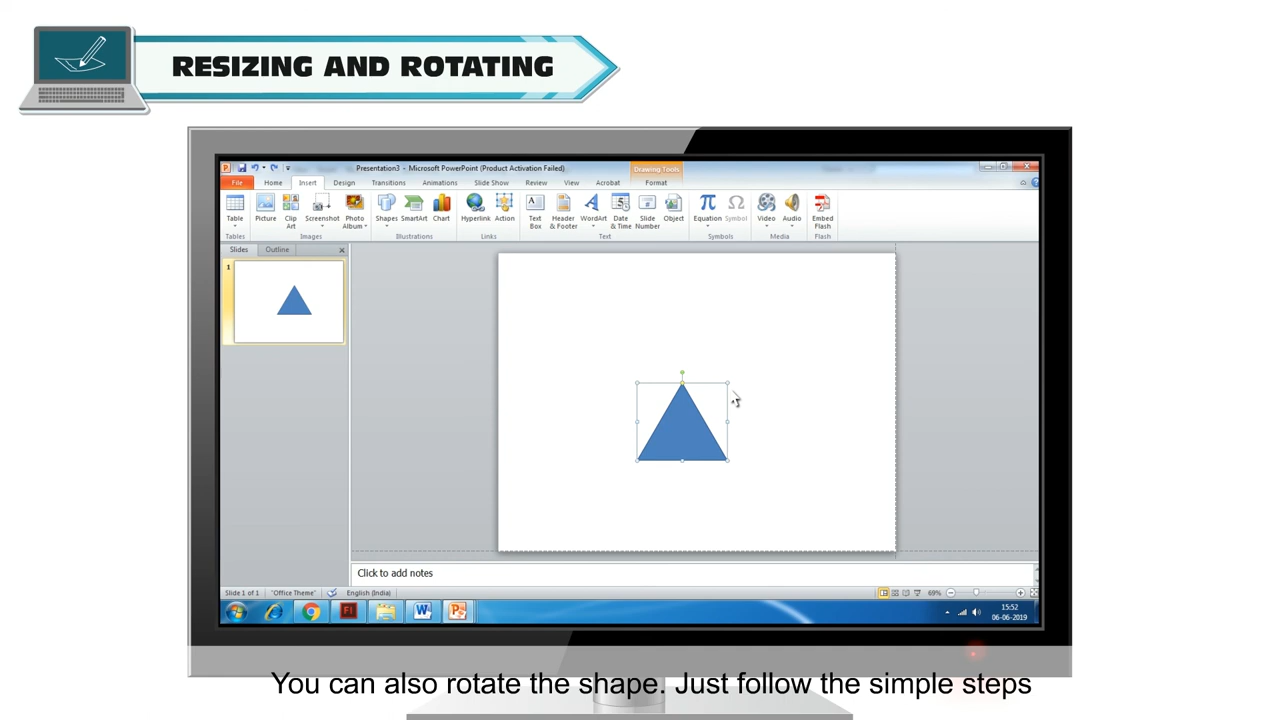 RESIZING AND ROTATING
Presentation3 - Microsoft PowerPoint (Product Activation Failed)
Drawing Tools
File Home Insert Design Transitions Animations Slide Show Review View Acrobat Format
Table Picture Clip Art Screenshot Photo Album Shapes SmartArt Chart Hyperlink Action Text Box Header & Footer WordArt Date & Time Slide Number Object Equation Symbol Video Audio Embed Flash
Tables Images Illustrations Links Text Symbols Media Flash
Slides Outline
1
Click to add notes
Slide 1 of 1 "Office Theme" English (India) 69%
15:52
06-06-2019
You can also rotate the shape. Just follow the simple steps